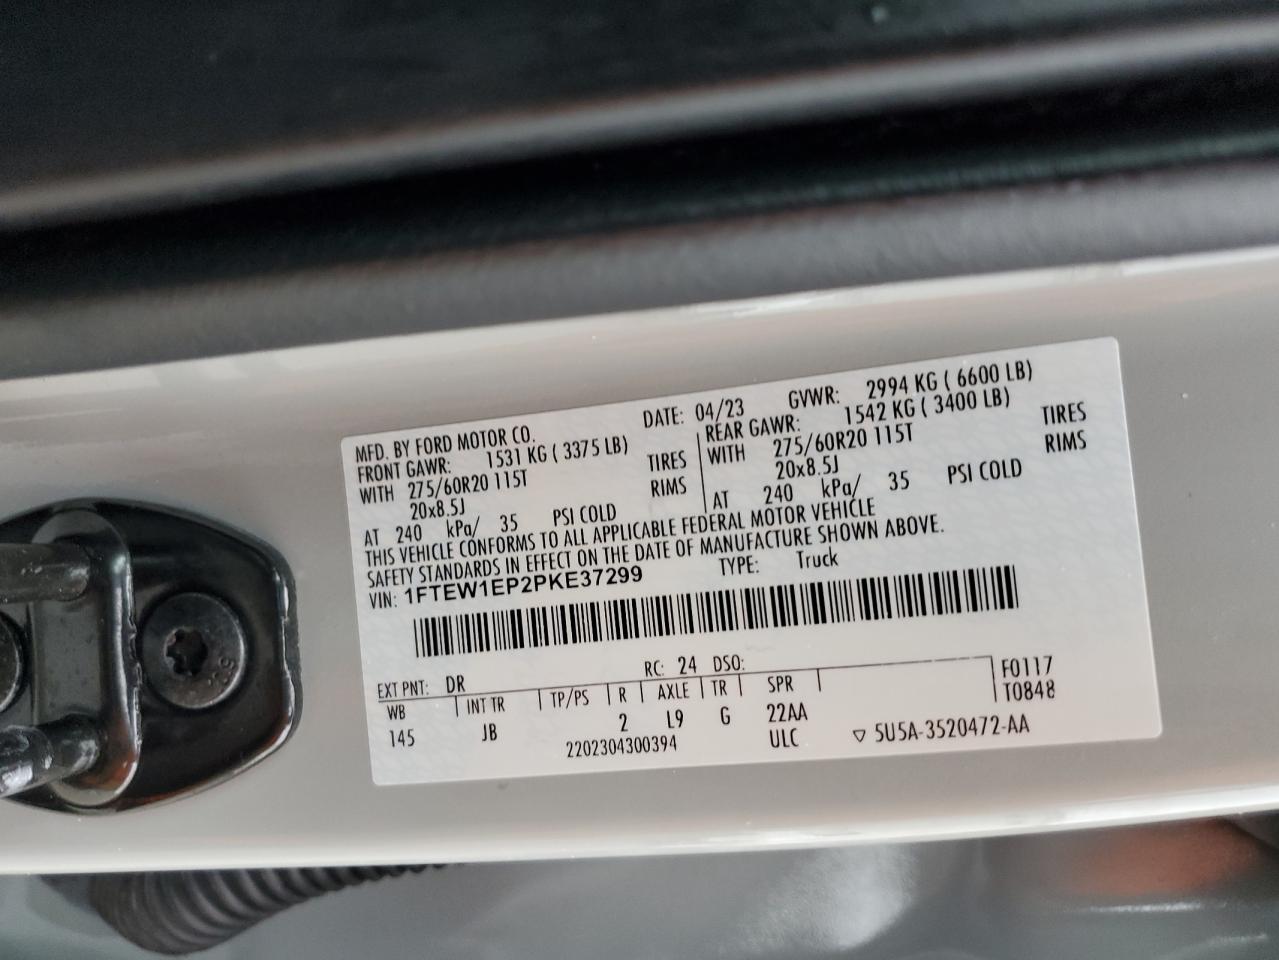 MFD. BY FORD MOTOR CO. DATE: 04/23 GVWR: 2994 KG ( 6600 LB)
FRONT GAWR: 1531 KG ( 3375 LB) REAR GAWR: 1542 KG ( 3400 LB)
WITH 275/60R20 115T TIRES WITH 275/60R20 115T TIRES
20x8.5J RIMS 20x8.5J RIMS
AT 240 kPa/ 35 PSI COLD AT 240 kPa/ 35 PSI COLD
THIS VEHICLE CONFORMS TO ALL APPLICABLE FEDERAL MOTOR VEHICLE
SAFETY STANDARDS IN EFFECT ON THE DATE OF MANUFACTURE SHOWN ABOVE.
VIN: 1FTEW1EP2PKE37299 TYPE: Truck
EXT PNT: DR RC: 24 DSO: F0117
WB INT TR TP/PS R AXLE TR SPR T0848
145 JB 2 L9 G 22AA
2202304300394 ULC ▽ 5U5A-3520472-AA